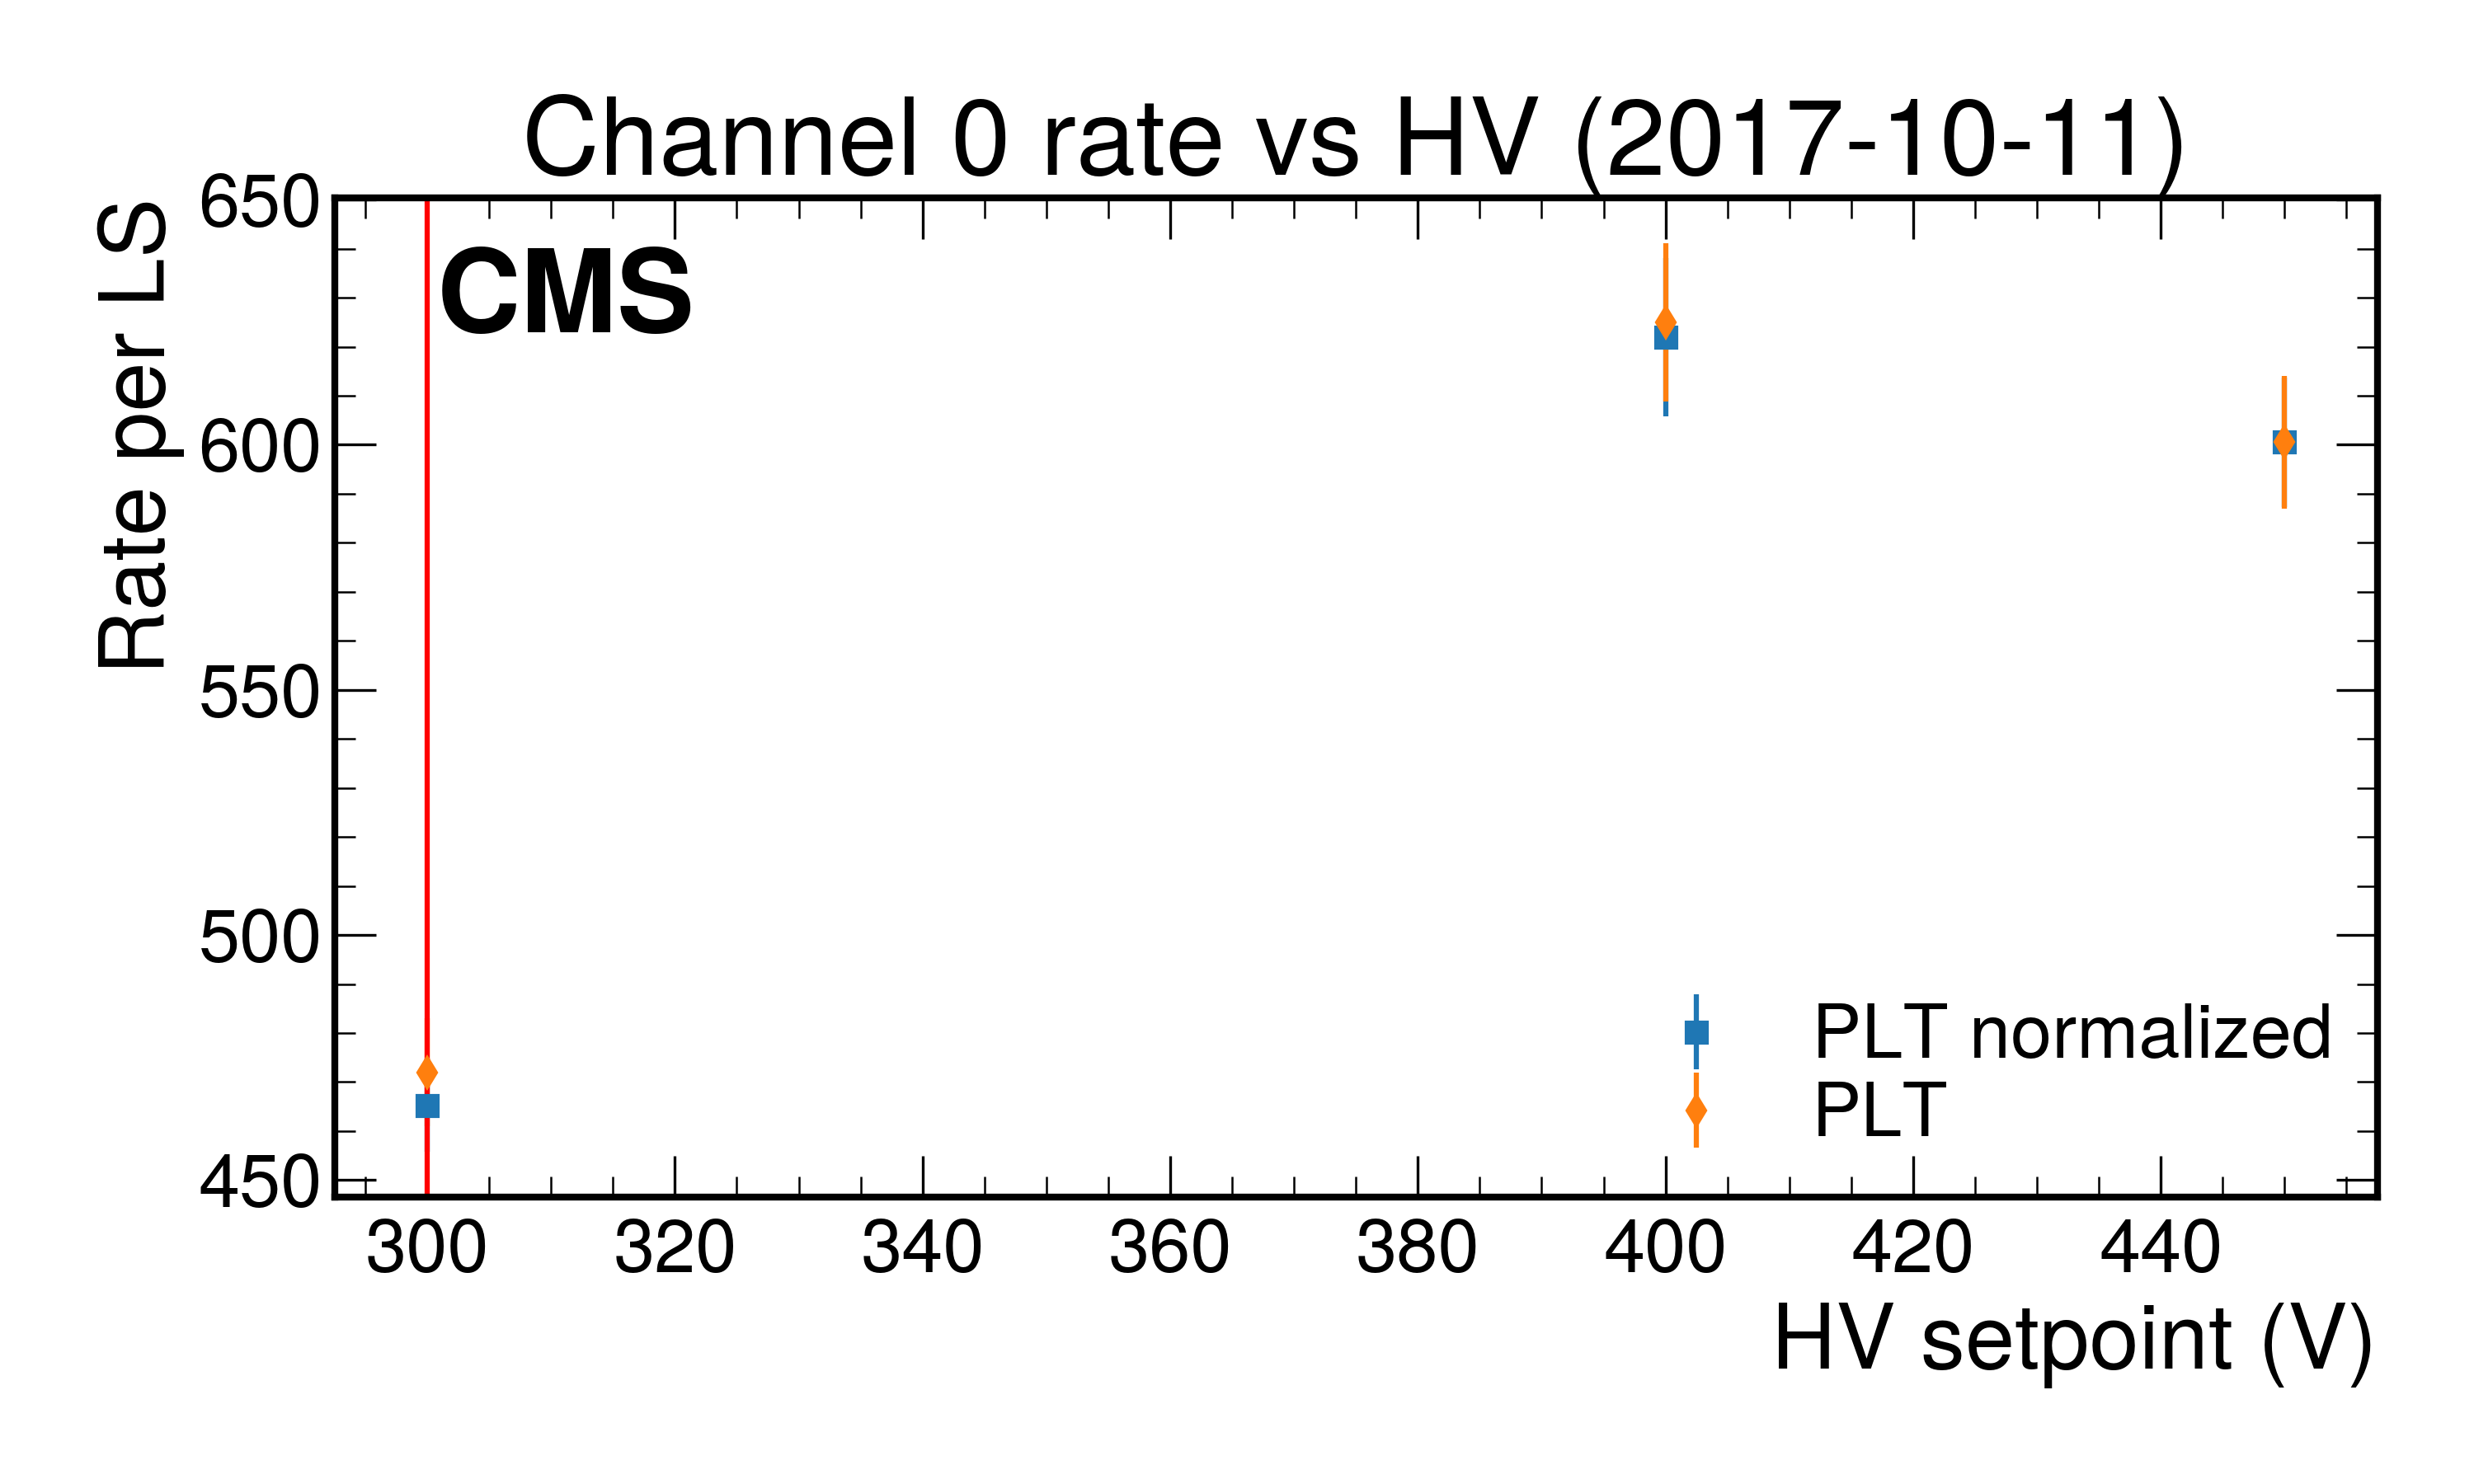 Channel 0 rate vs HV (2017-10-11)
CMS
Rate per LS
650
600
550
500
450
PLT normalized
PLT
300 320 340 360 380 400 420 440
HV setpoint (V)